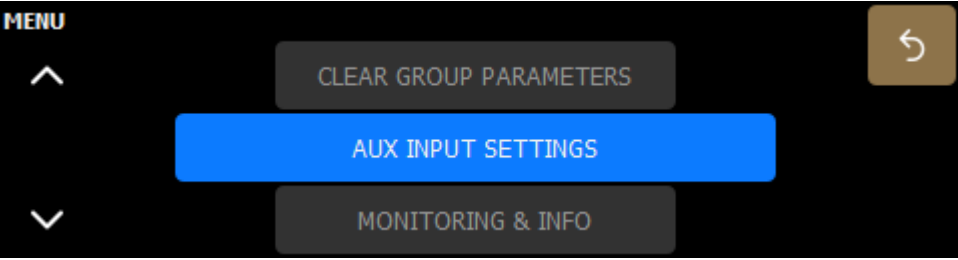 MENU
CLEAR GROUP PARAMETERS
AUX INPUT SETTINGS
MONITORING & INFO